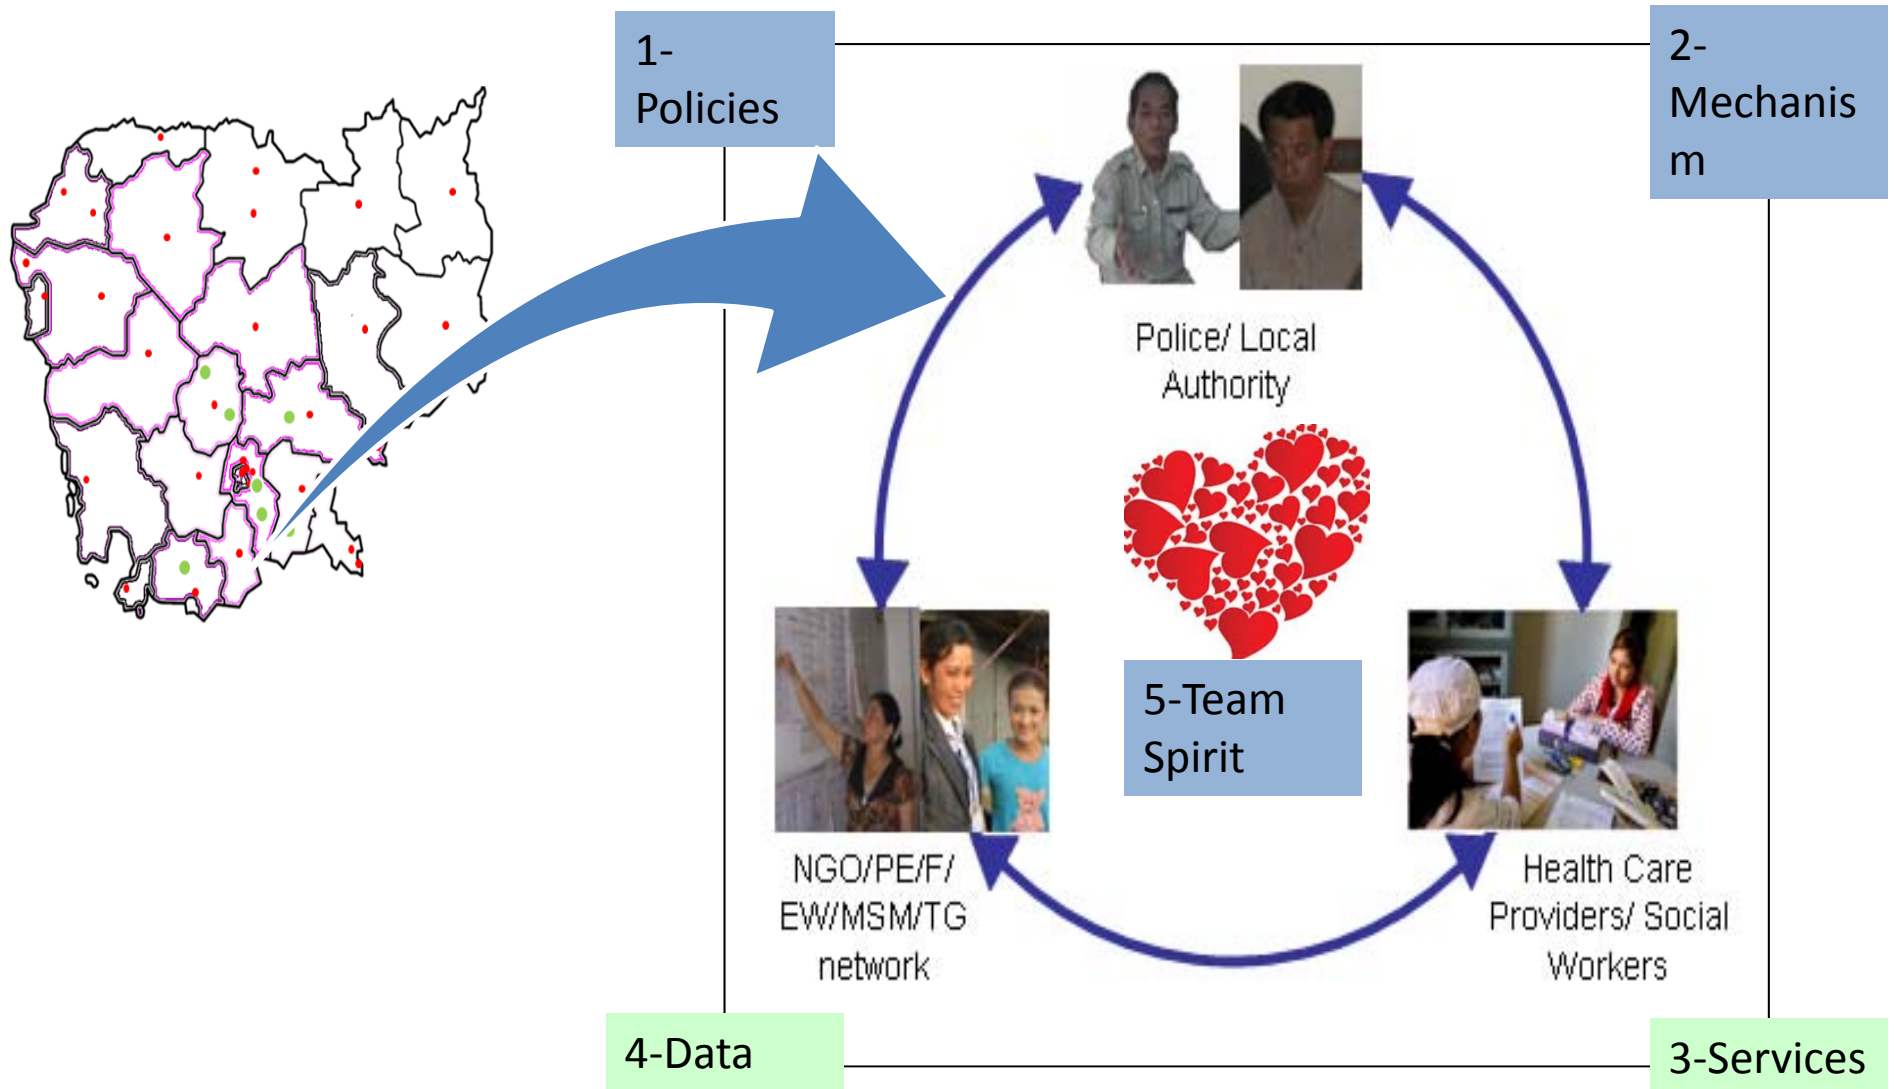 1-
Policies
2-
Mechanis
m
Police/ Local
Authority
5-Team
Spirit
NGO/PE/F/
EW/MSM/TG
network
Health Care
Providers/ Social
Workers
4-Data
3-Services